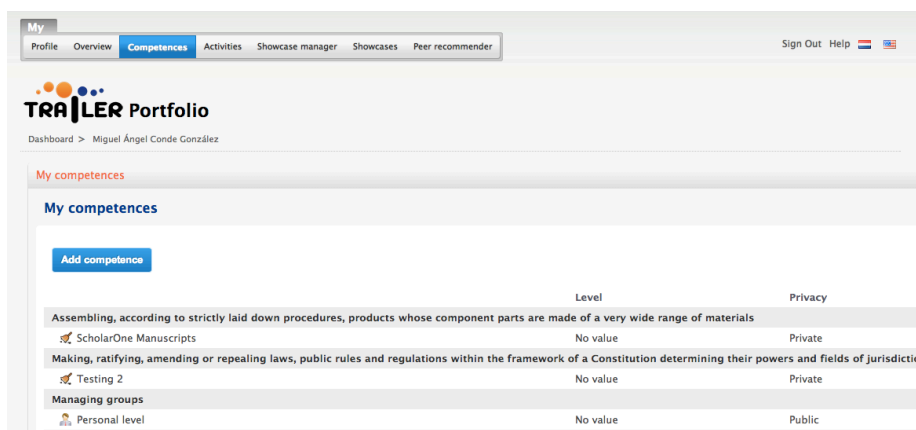 My
Profile Overview Competences Activities Showcase manager Showcases Peer recommender
Sign Out Help
TRAILER Portfolio
Dashboard > Miguel Ángel Conde González
My competences
My competences
Add competence
Level Privacy
Assembling, according to strictly laid down procedures, products whose component parts are made of a very wide range of materials
ScholarOne Manuscripts No value Private
Making, ratifying, amending or repealing laws, public rules and regulations within the framework of a Constitution determining their powers and fields of jurisdictio
Testing 2 No value Private
Managing groups
Personal level No value Public